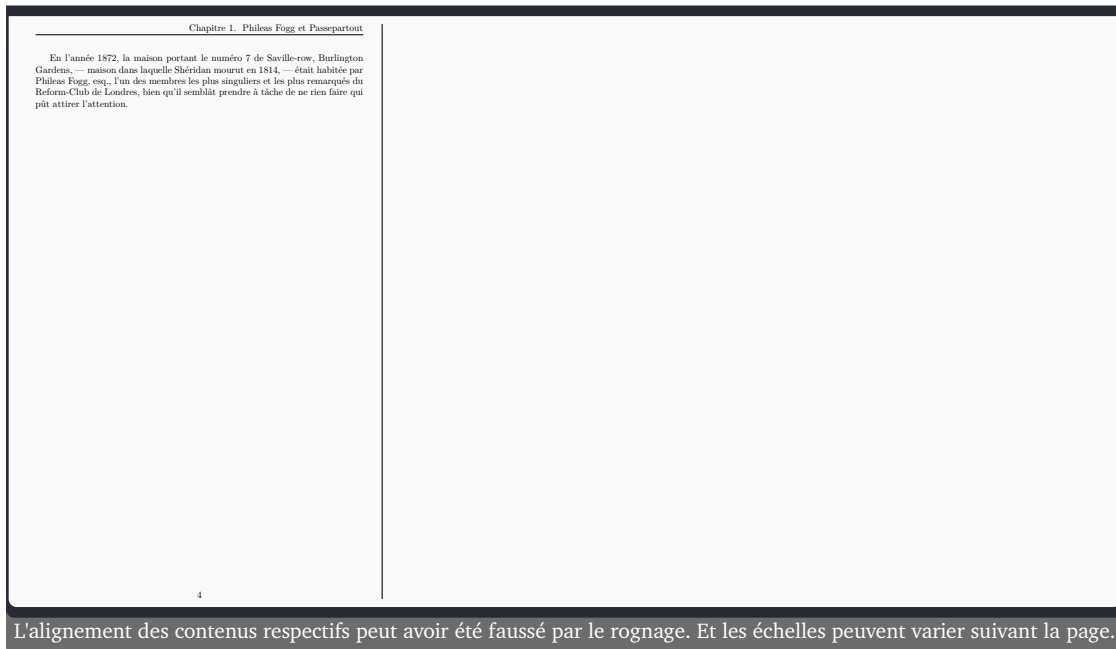 Chapitre 1. Phileas Fogg et Passepartout
En l'année 1872, la maison portant le numéro 7 de Saville-row, Burlington
Gardens, — maison dans laquelle Shéridan mourut en 1814, — était habitée par
Phileas Fogg, esq., l'un des membres les plus singuliers et les plus remarqués du
Reform-Club de Londres, bien qu'il semblât prendre à tâche de ne rien faire qui
pût attirer l'attention.
4
L'alignement des contenus respectifs peut avoir été faussé par le rognage. Et les échelles peuvent varier suivant la page.